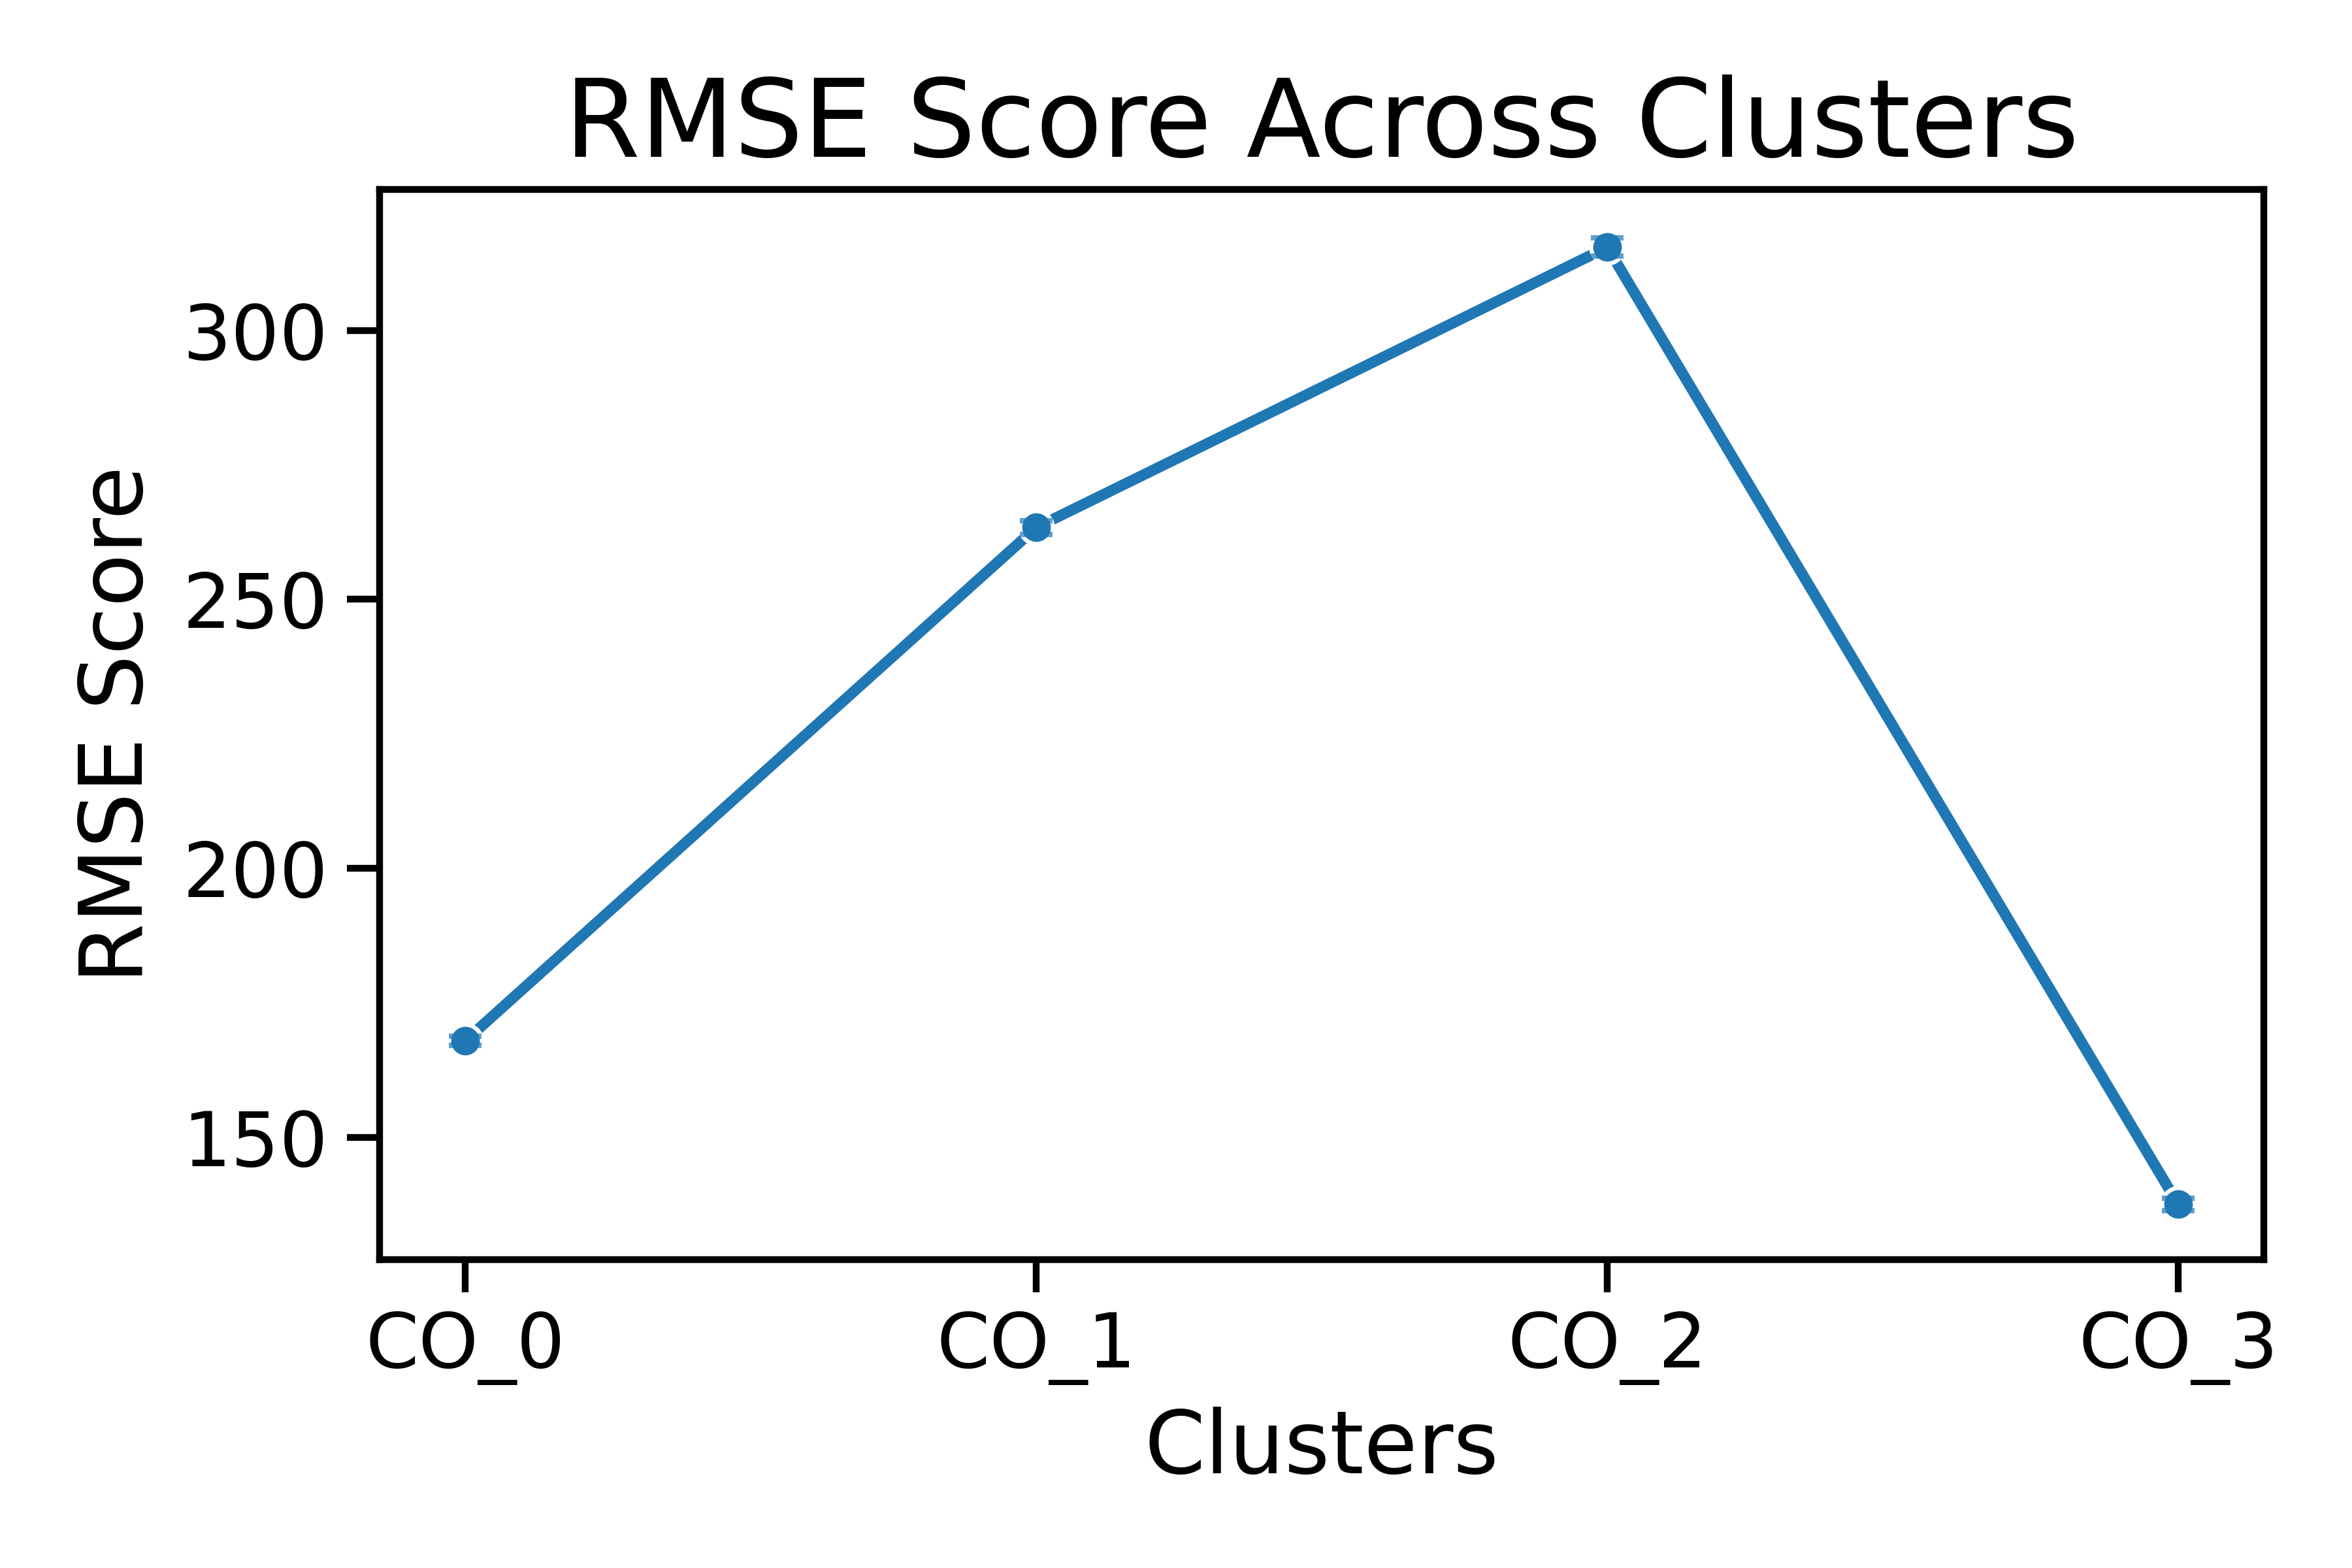 RMSE Score Across Clusters
RMSE Score
300
250
200
150
CO_0 CO_1 CO_2 CO_3
Clusters